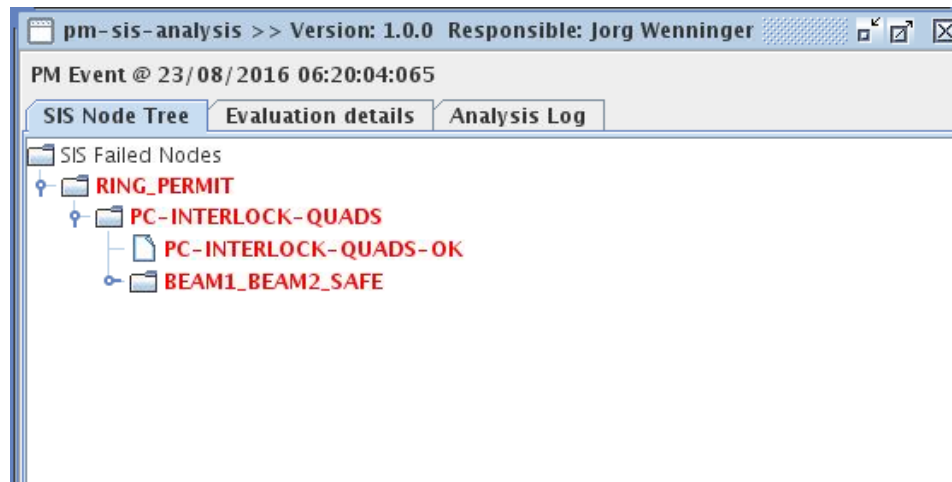 pm-sis-analysis >> Version: 1.0.0 Responsible: Jorg Wenninger
PM Event @ 23/08/2016 06:20:04:065
SIS Node Tree Evaluation details Analysis Log
SIS Failed Nodes
RING_PERMIT
PC-INTERLOCK-QUADS
PC-INTERLOCK-QUADS-OK
BEAM1_BEAM2_SAFE